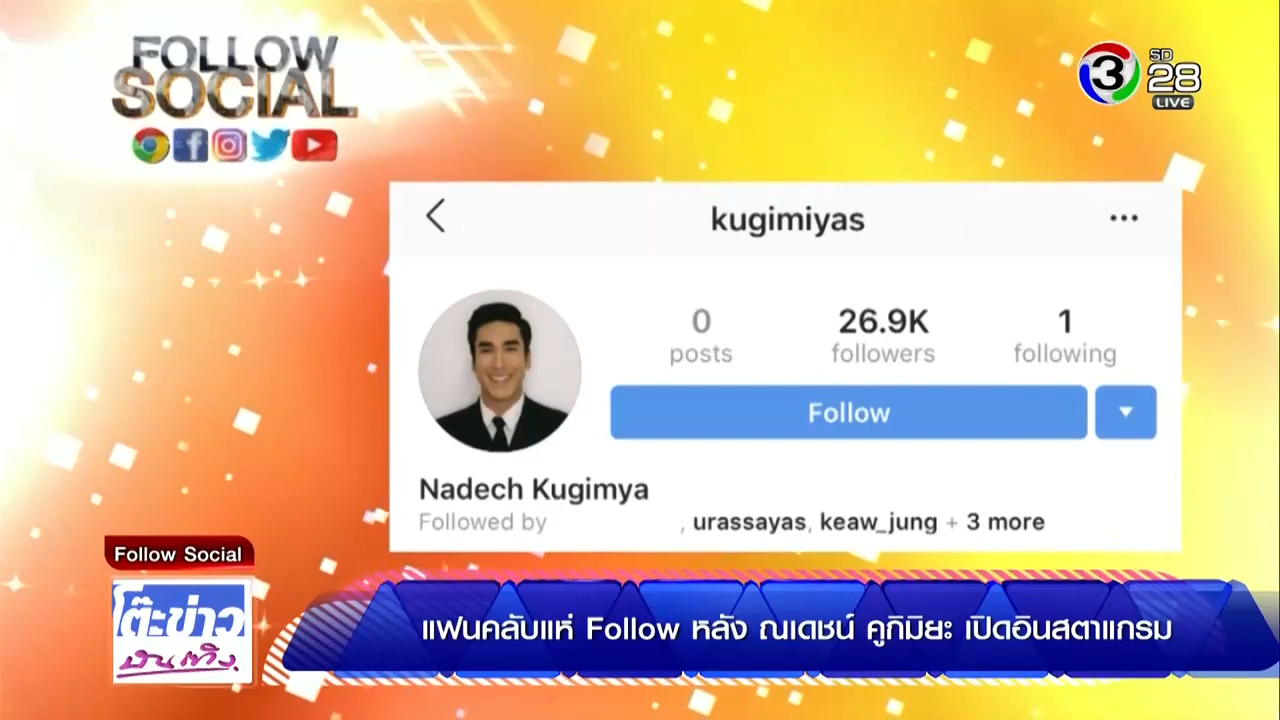 FOLLOW
SOCIAL
3
SD
28
LIVE
kugimiyas
0 26.9K 1
posts followers following
Follow
Nadech Kugimya
Followed by , urassayas, keaw_jung + 3 more
Follow Social
โต๊ะข่าว
บันเทิง
แฟนคลับแห่ Follow หลัง ณเดชน์ คูกิมิยะ เปิดอินสตาแกรม